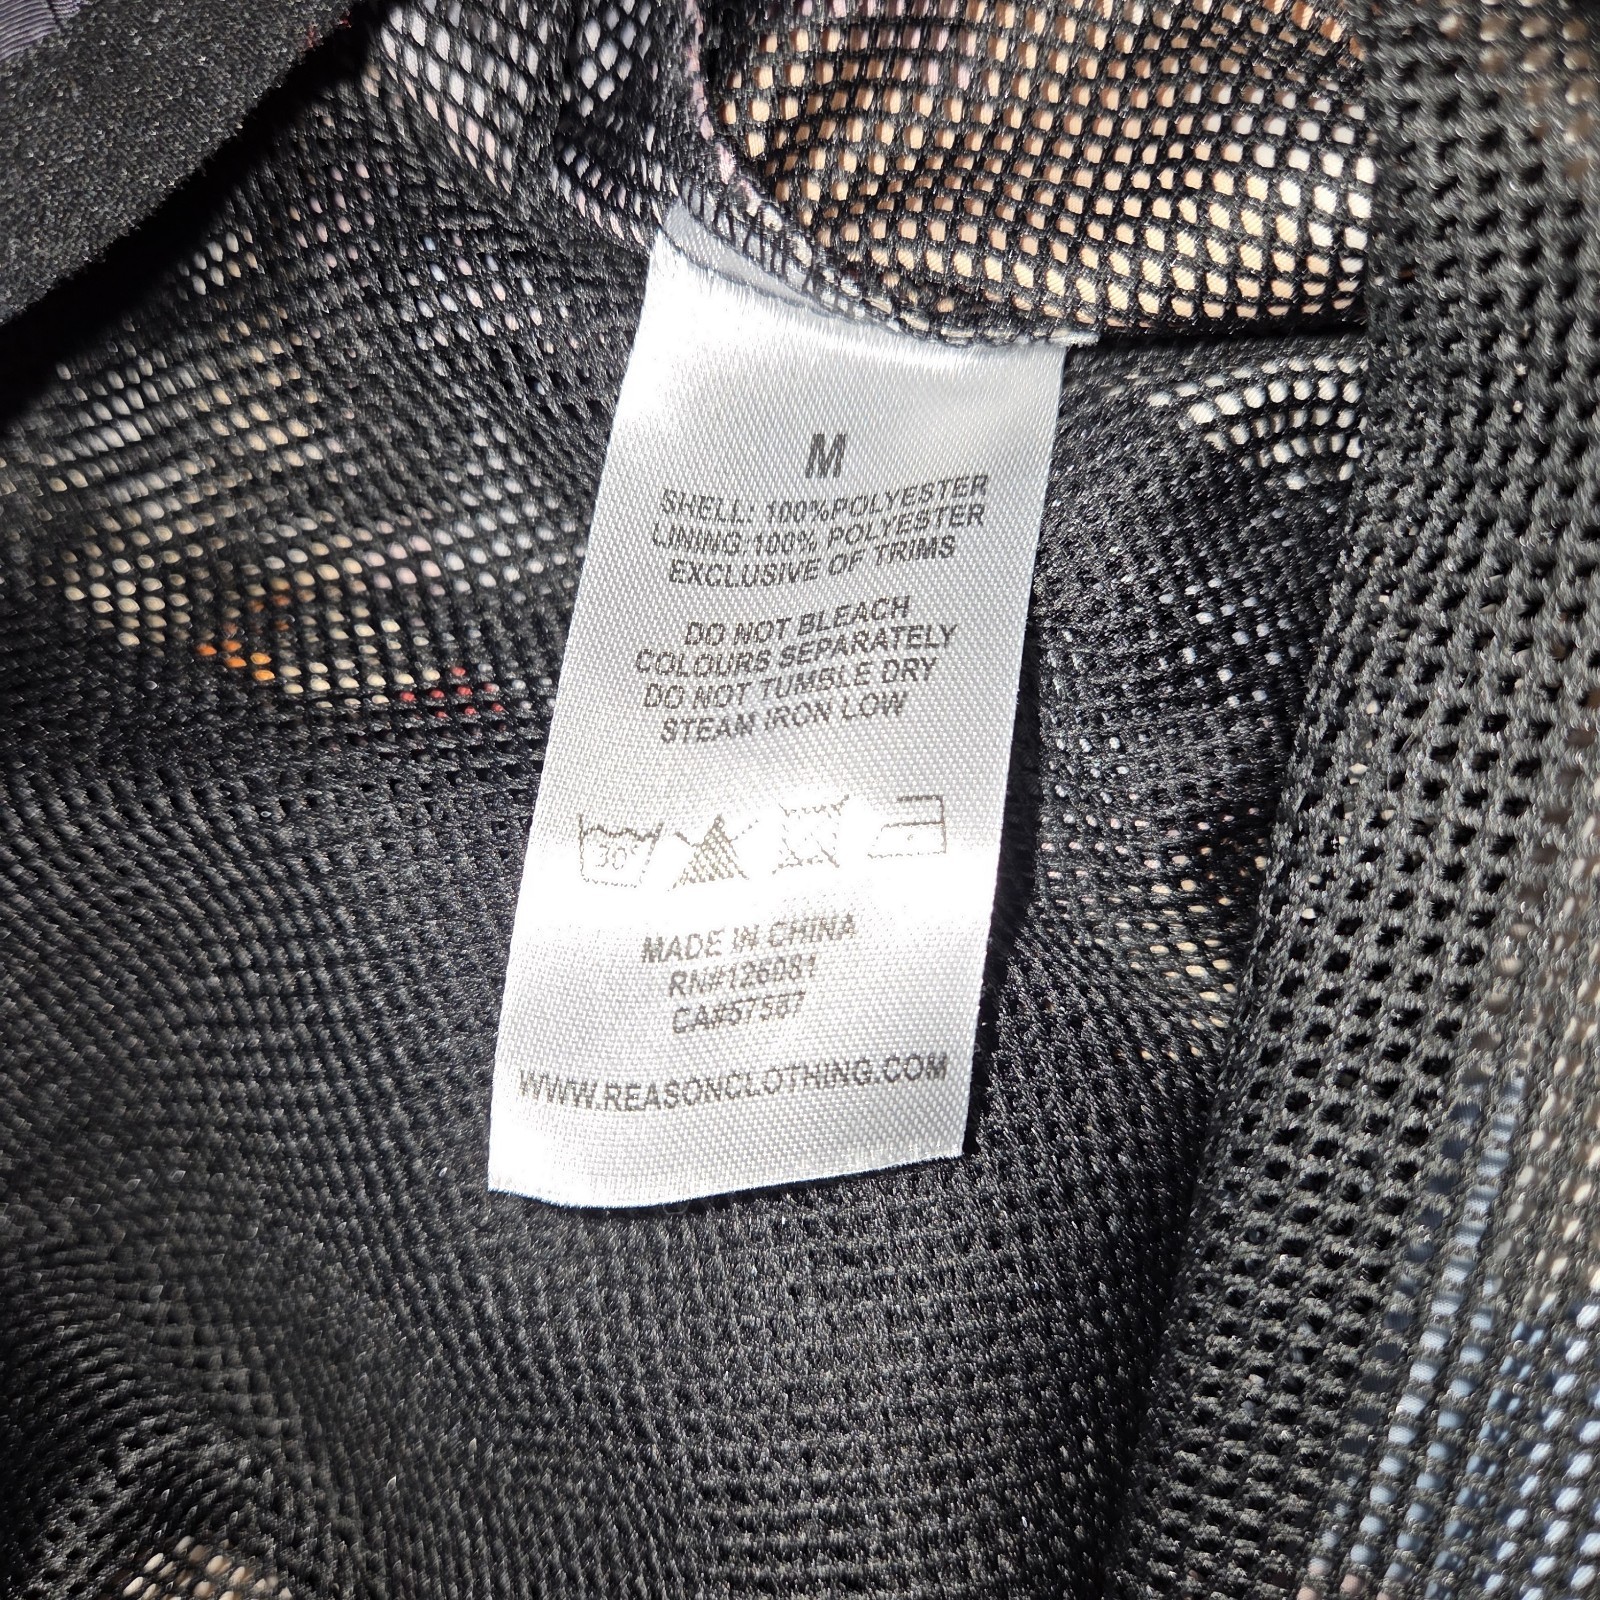 M
SHELL: 100%POLYESTER
LINING:100% POLYESTER
EXCLUSIVE OF TRIMS
DO NOT BLEACH
COLOURS SEPARATELY
DO NOT TUMBLE DRY
STEAM IRON LOW
30°
MADE IN CHINA
RN#126081
CA#57587
WWW.REASONCLOTHING.COM